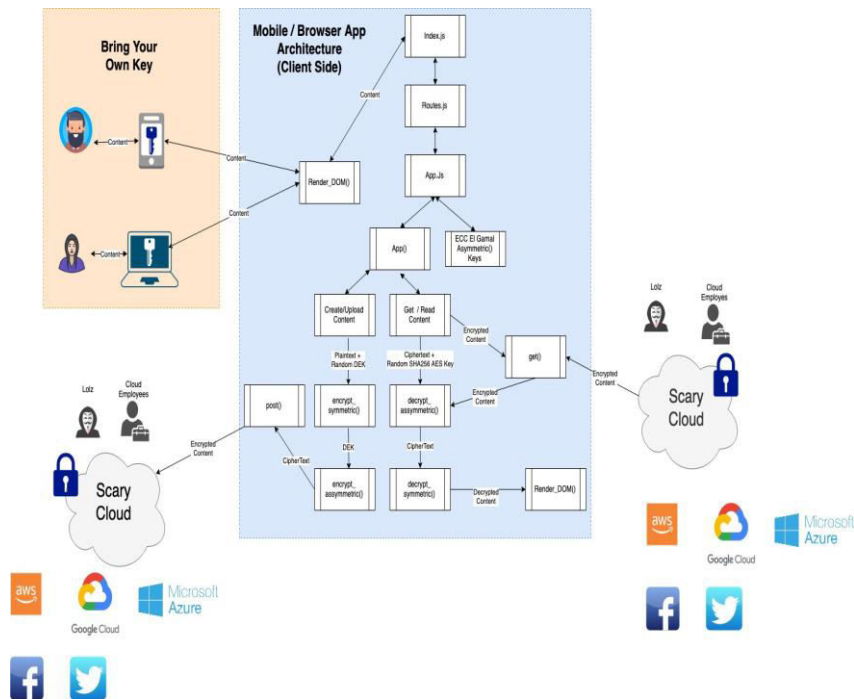 Bring Your
Own Key
Content
Content
Content
Content
Mobile / Browser App
Architecture
(Client Side)
Index.js
Content
Routes.js
App.Js
Render_DOM()
App()
ECC El Gamal
Asymmetric()
Keys
Create/Upload
Content
Get / Read
Content
Encrypted
Content
get()
Plaintext +
Random DEK
Ciphertext +
Random SHA256 AES Key
Encrypted
Content
post()
encrypt_
symmetric()
decrypt_
assymetric()
DEK
CipherText
CipherText
encrypt_
assymetric()
decrypt_
symmetric()
Decrypted
Content
Render_DOM()
Lolz
Cloud
Employees
Encrypted
Content
Scary
Cloud
aws
Google Cloud
Microsoft
Azure
Lolz
Cloud
Employes
Encrypted
Content
Scary
Cloud
aws
Google Cloud
Microsoft
Azure